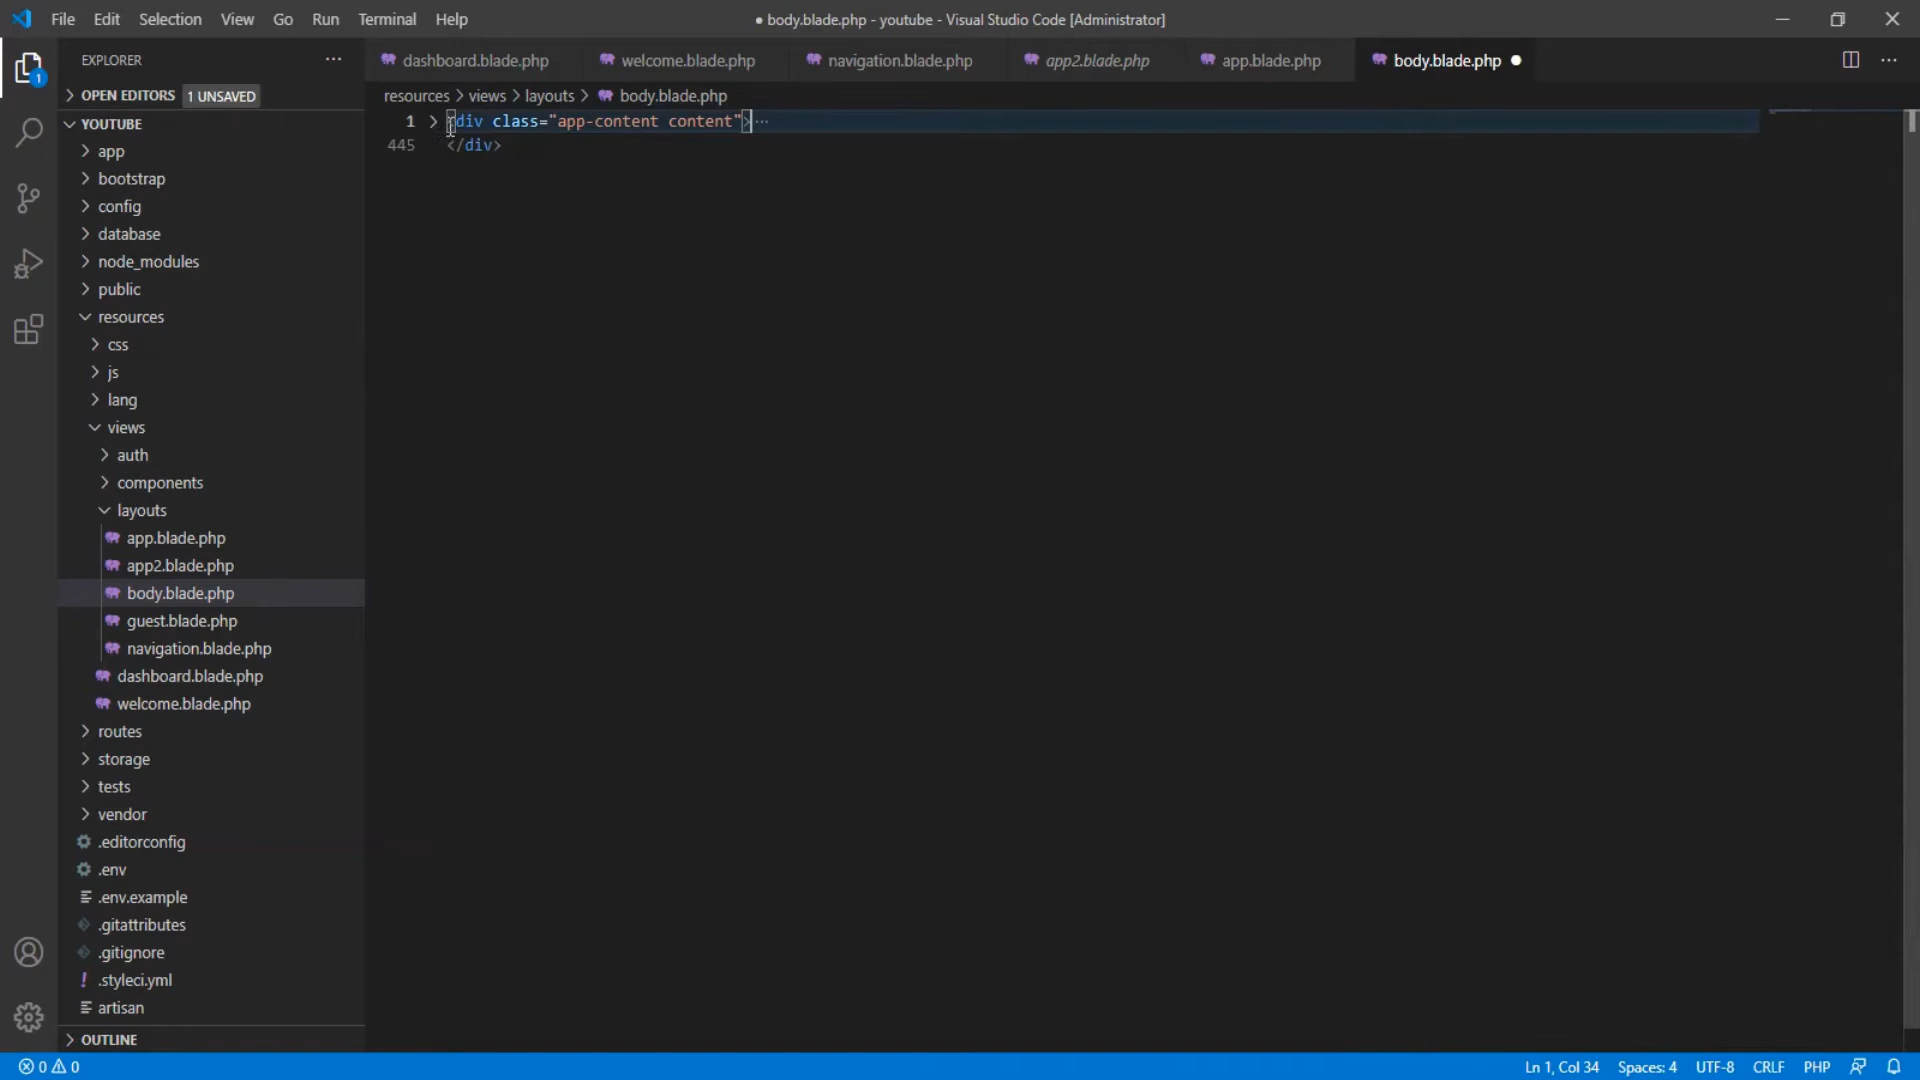 File Edit Selection View Go Run Terminal Help
● body.blade.php - youtube - Visual Studio Code [Administrator]
EXPLORER
dashboard.blade.php welcome.blade.php navigation.blade.php app2.blade.php app.blade.php body.blade.php
OPEN EDITORS 1 UNSAVED
resources > views > layouts > body.blade.php
YOUTUBE
1 <div class="app-content content">...
445 </div>
app
bootstrap
config
database
node_modules
public
resources
css
js
lang
views
auth
components
layouts
app.blade.php
app2.blade.php
body.blade.php
guest.blade.php
navigation.blade.php
dashboard.blade.php
welcome.blade.php
routes
storage
tests
vendor
.editorconfig
.env
.env.example
.gitattributes
.gitignore
.styleci.yml
artisan
OUTLINE
1
0 0
Ln 1, Col 34 Spaces: 4 UTF-8 CRLF PHP